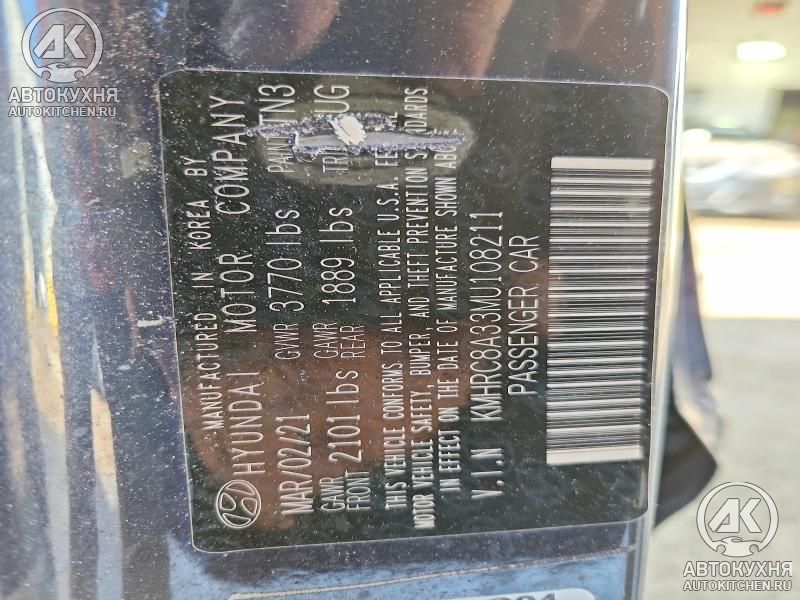 АК
АВТОКУХНЯ
AUTOKITCHEN.RU
MANUFACTURED IN KOREA BY
HYUNDAI MOTOR COMPANY
MAR/02/21 GVWR 3770 lbs PAINT TN3
GAWR FRONT 2101 lbs GAWR REAR 1889 lbs UG
THIS VEHICLE CONFORMS TO ALL APPLICABLE U.S.A.
MOTOR VEHICLE SAFETY, BUMPER, AND THEFT PREVENTION
IN EFFECT ON THE DATE OF MANUFACTURE SHOWN ABOVE
V.I.N KMHRC8A33MU108211
PASSENGER CAR
АК
АВТОКУХНЯ
AUTOKITCHEN.RU